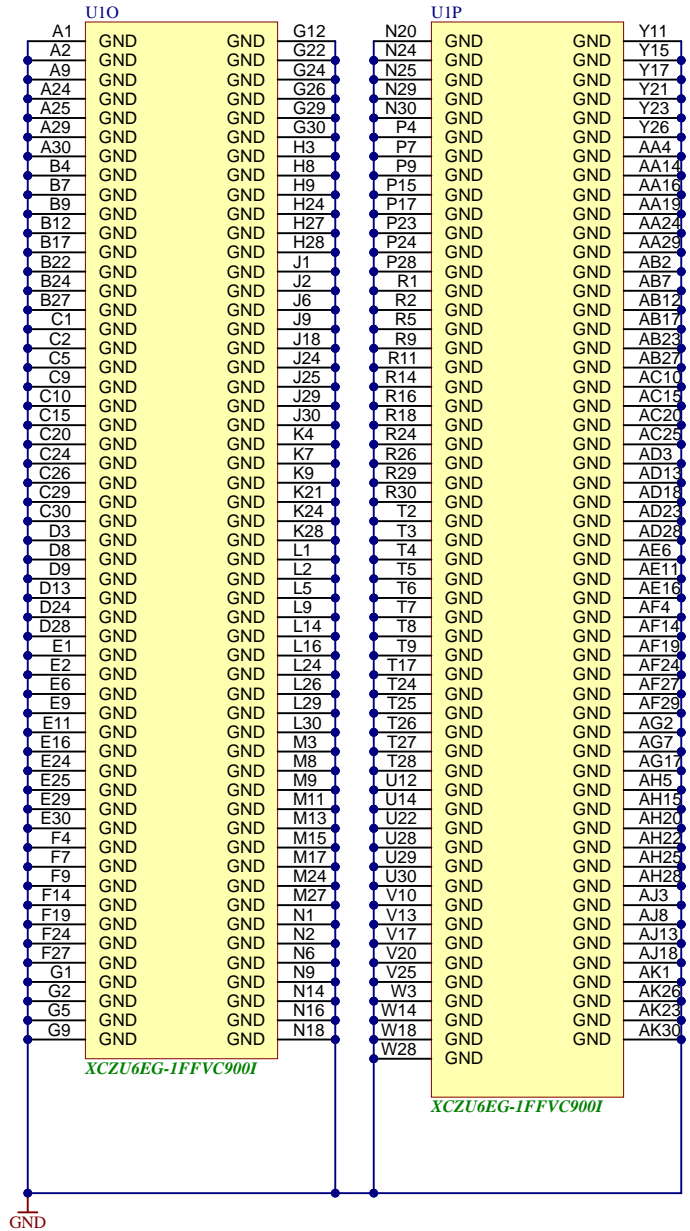 U1O
A1 GND GND G12
A2 GND GND G22
A9 GND GND G24
A24 GND GND G26
A25 GND GND G29
A29 GND GND G30
A30 GND GND H3
B4 GND GND H8
B7 GND GND H9
B9 GND GND H24
B12 GND GND H27
B17 GND GND H28
B22 GND GND J1
B24 GND GND J2
B27 GND GND J6
C1 GND GND J9
C2 GND GND J18
C5 GND GND J24
C9 GND GND J25
C10 GND GND J29
C15 GND GND J30
C20 GND GND K4
C24 GND GND K7
C26 GND GND K9
C29 GND GND K21
C30 GND GND K24
D3 GND GND K28
D8 GND GND L1
D9 GND GND L2
D13 GND GND L5
D24 GND GND L9
D28 GND GND L14
E1 GND GND L16
E2 GND GND L24
E6 GND GND L26
E9 GND GND L29
E11 GND GND L30
E16 GND GND M3
E24 GND GND M8
E25 GND GND M9
E29 GND GND M11
E30 GND GND M13
F4 GND GND M15
F7 GND GND M17
F9 GND GND M24
F14 GND GND M27
F19 GND GND N1
F24 GND GND N2
F27 GND GND N6
G1 GND GND N9
G2 GND GND N14
G5 GND GND N16
G9 GND GND N18
XCZU6EG-1FFVC900I
U1P
N20 GND GND Y11
N24 GND GND Y15
N25 GND GND Y17
N29 GND GND Y21
N30 GND GND Y23
P4 GND GND Y26
P7 GND GND AA4
P9 GND GND AA14
P15 GND GND AA16
P17 GND GND AA19
P23 GND GND AA24
P24 GND GND AA29
P28 GND GND AB2
R1 GND GND AB7
R2 GND GND AB12
R5 GND GND AB17
R9 GND GND AB23
R11 GND GND AB27
R14 GND GND AC10
R16 GND GND AC15
R18 GND GND AC20
R24 GND GND AC25
R26 GND GND AD3
R29 GND GND AD13
R30 GND GND AD18
T2 GND GND AD23
T3 GND GND AD28
T4 GND GND AE6
T5 GND GND AE11
T6 GND GND AE16
T7 GND GND AF4
T8 GND GND AF14
T9 GND GND AF19
T17 GND GND AF24
T24 GND GND AF27
T25 GND GND AF29
T26 GND GND AG2
T27 GND GND AG7
T28 GND GND AG17
U12 GND GND AH5
U14 GND GND AH15
U22 GND GND AH20
U28 GND GND AH22
U29 GND GND AH25
U30 GND GND AH28
V10 GND GND AJ3
V13 GND GND AJ8
V17 GND GND AJ13
V20 GND GND AJ18
V25 GND GND AK1
W3 GND GND AK26
W14 GND GND AK23
W18 GND GND AK30
W28 GND
XCZU6EG-1FFVC900I
GND